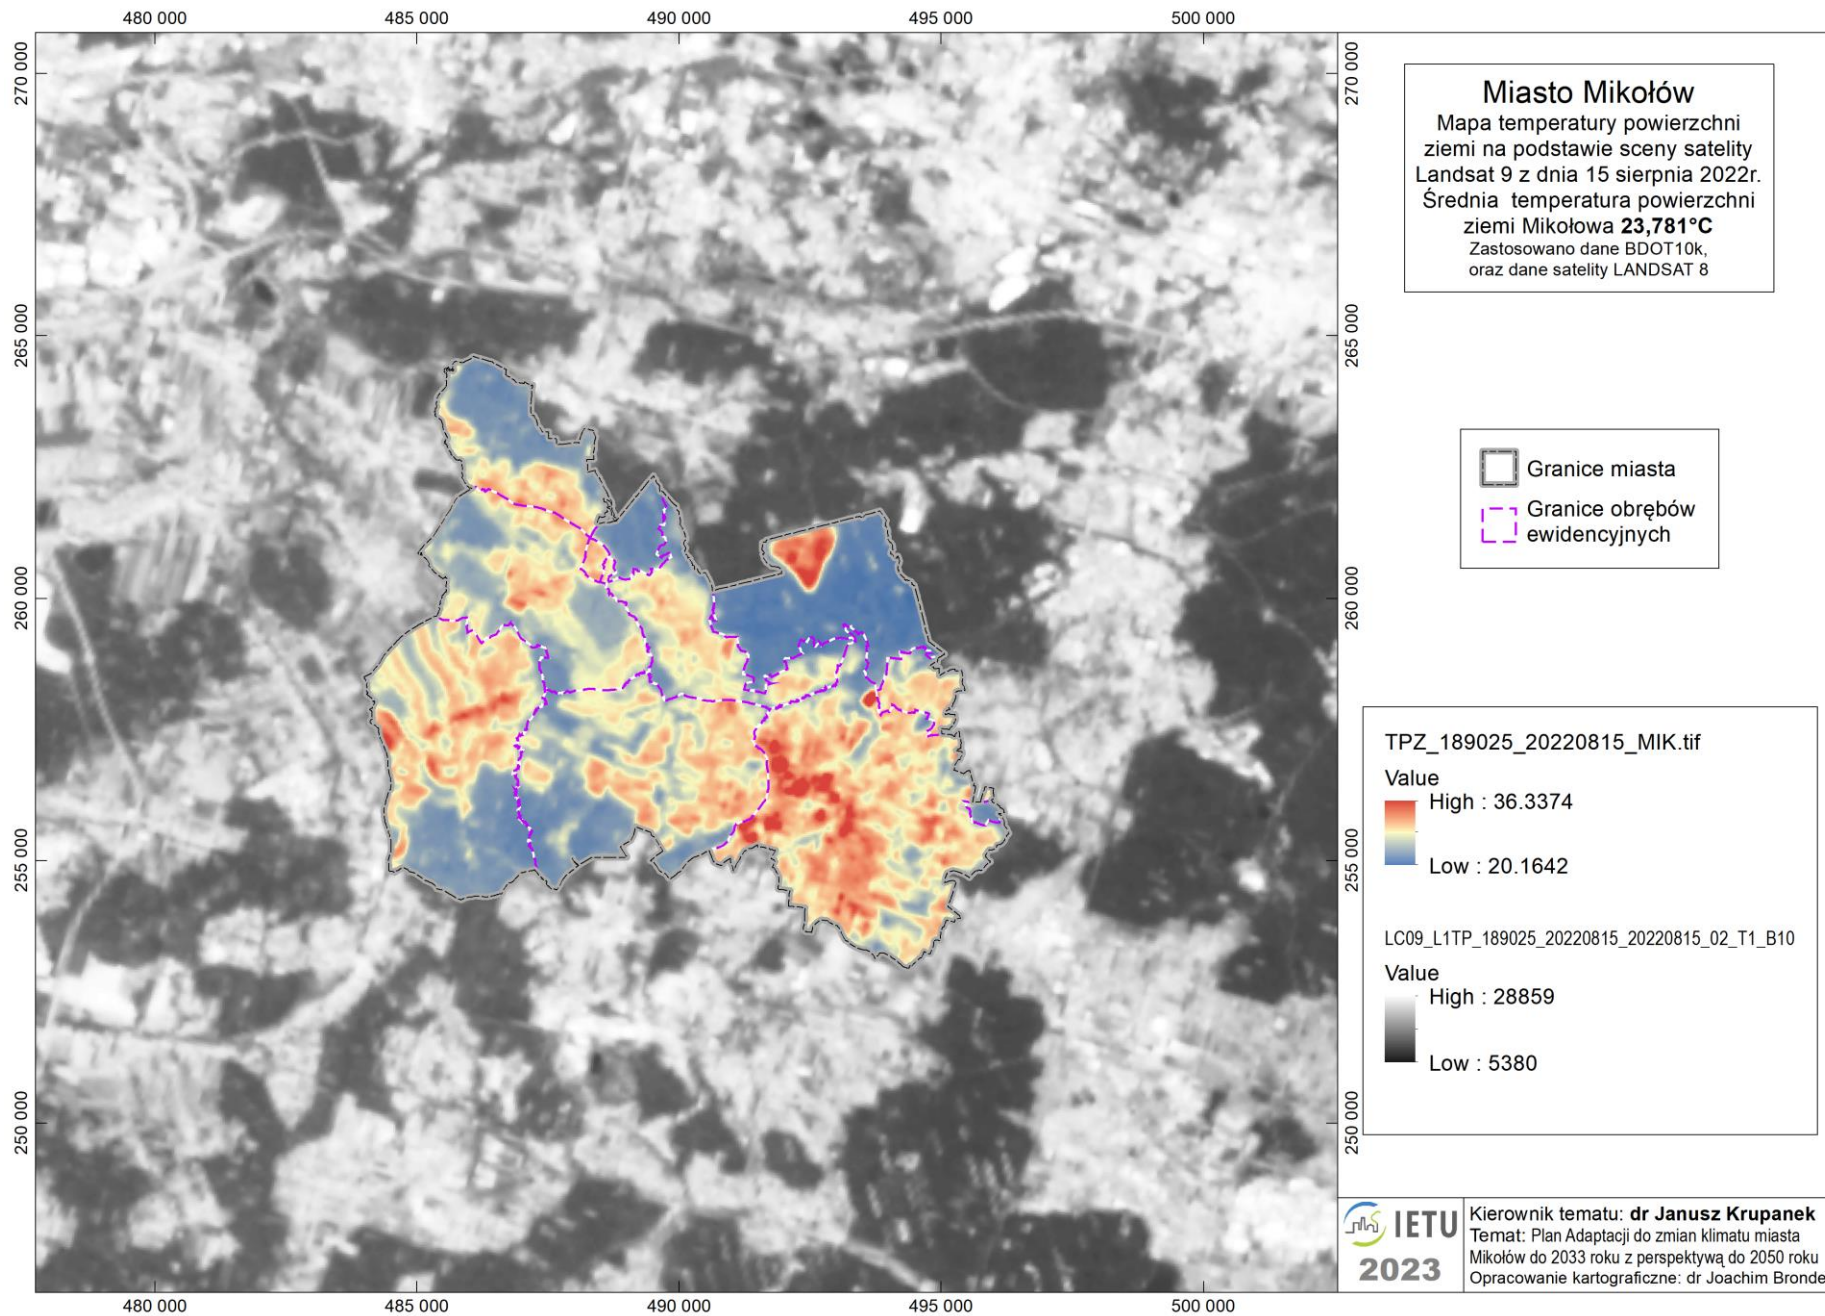 480 000
485 000
490 000
495 000
500 000
270 000
265 000
260 000
255 000
250 000
270 000
265 000
260 000
255 000
250 000
Miasto Mikołów
Mapa temperatury powierzchni
ziemi na podstawie sceny satelity
Landsat 9 z dnia 15 sierpnia 2022r.
Średnia temperatura powierzchni
ziemi Mikołowa 23,781°C
Zastosowano dane BDOT10k,
oraz dane satelity LANDSAT 8
Granice miasta
Granice obrębów
ewidencyjnych
TPZ_189025_20220815_MIK.tif
Value
High : 36.3374
Low : 20.1642
LC09_L1TP_189025_20220815_20220815_02_T1_B10
Value
High : 28859
Low : 5380
IETU
2023
Kierownik tematu: dr Janusz Krupanek
Temat: Plan Adaptacji do zmian klimatu miasta
Mikołów do 2033 roku z perspektywą do 2050 roku
Opracowanie kartograficzne: dr Joachim Bronde
480 000
485 000
490 000
495 000
500 000